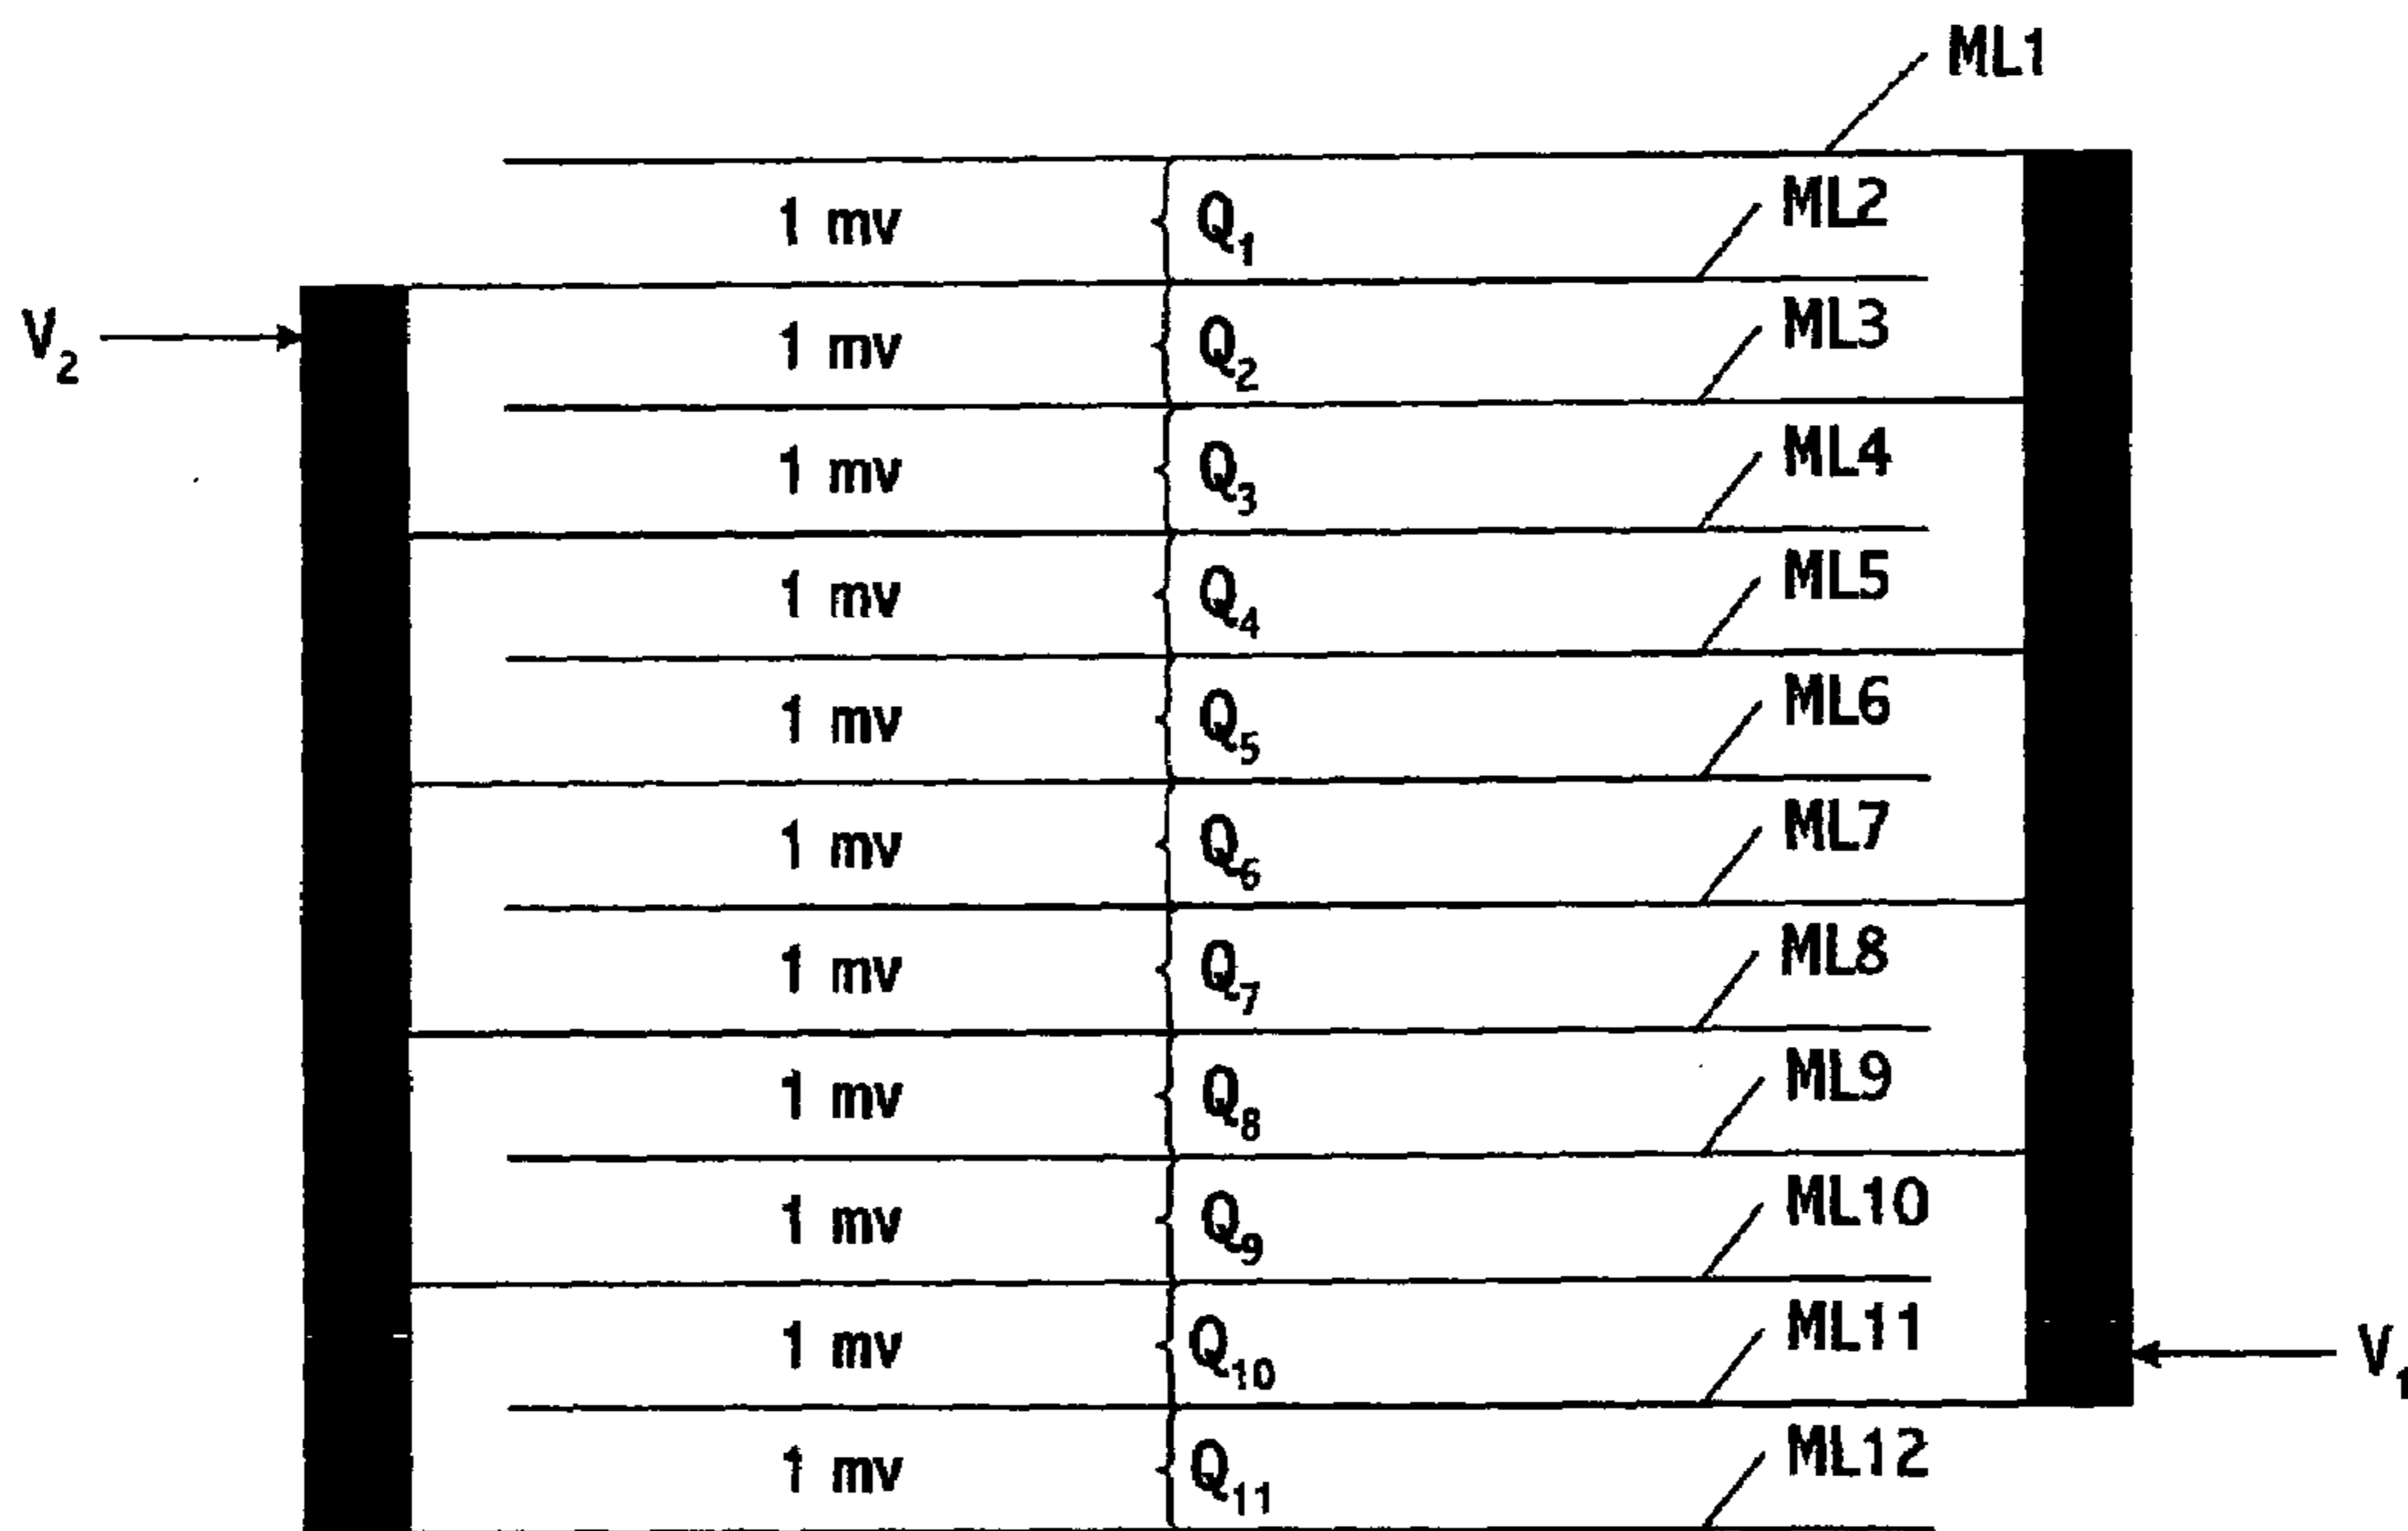 ML1
1 mv Q1 ML2
V2 1 mv Q2 ML3
1 mv Q3 ML4
1 mv Q4 ML5
1 mv Q5 ML6
1 mv Q6 ML7
1 mv Q7 ML8
1 mv Q8 ML9
1 mv Q9 ML10
1 mv Q10 ML11 V1
1 mv Q11 ML12